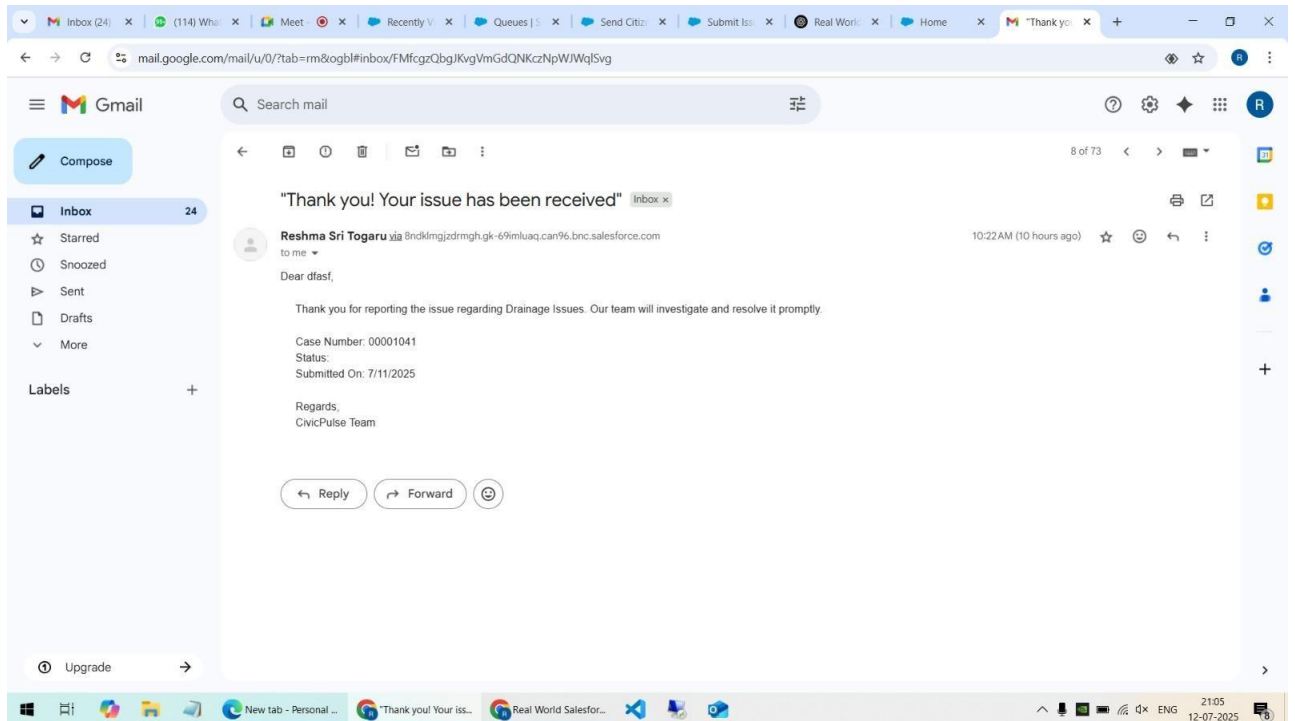 Inbox (24)
(114) Wha
Meet -
Recently V
Queues | S
Send Citize
Submit Iss
Real World
Home
"Thank you
mail.google.com/mail/u/0/?tab=rm&ogbl#inbox/FMfcgzQbgJKvgVmGdQNKczNpWJWqlSvg
R
Gmail
Search mail
R
Compose
8 of 73
31
Inbox 24
Starred
Snoozed
Sent
Drafts
More
Labels
"Thank you! Your issue has been received" Inbox x
Reshma Sri Togaru via 8ndklmgjzdrmgh.gk-69imluaq.can96.bnc.salesforce.com 10:22 AM (10 hours ago)
to me
Dear dfasf,
Thank you for reporting the issue regarding Drainage Issues. Our team will investigate and resolve it promptly.
Case Number: 00001041
Status:
Submitted On: 7/11/2025
Regards,
CivicPulse Team
Reply
Forward
Upgrade
New tab - Personal ...
"Thank you! Your iss...
Real World Salesfor...
ENG
21:05
12-07-2025
8